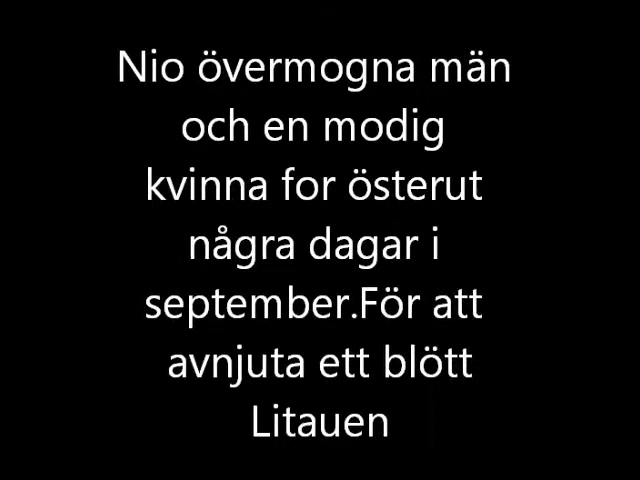 Nio övermogna män
och en modig
kvinna for österut
några dagar i
september.För att
avnjuta ett blött
Litauen